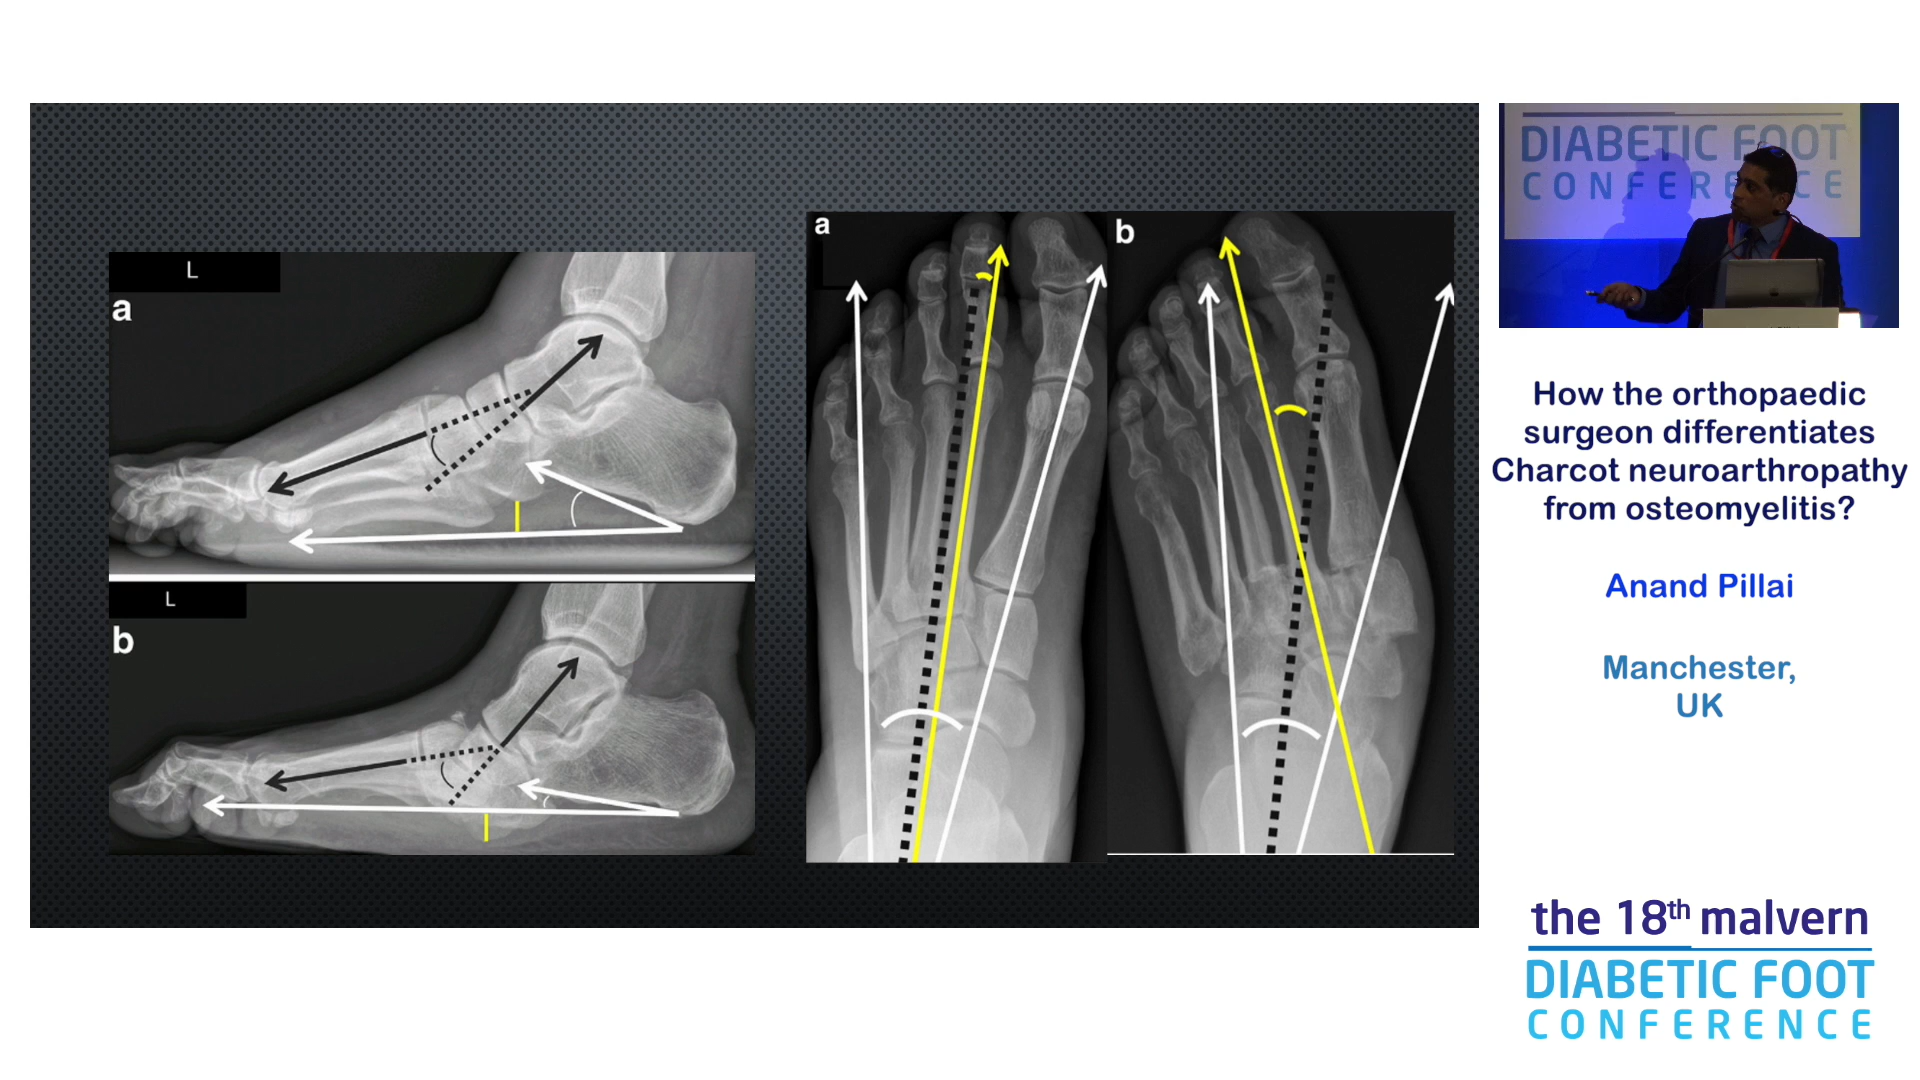 L
a
L
b
a
b
DIABETIC FOOT
CONFERENCE
How the orthopaedic
surgeon differentiates
Charcot neuroarthropathy
from osteomyelitis?
Anand Pillai
Manchester,
UK
the 18th malvern
DIABETIC FOOT
CONFERENCE